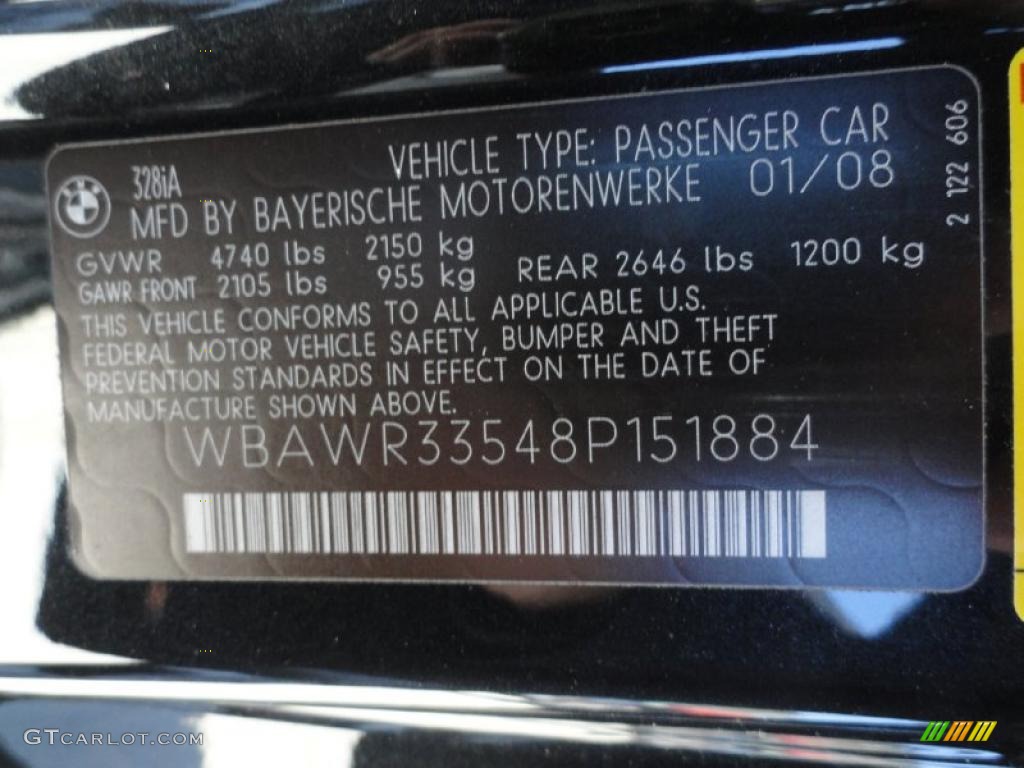 328iA VEHICLE TYPE: PASSENGER CAR
MFD BY BAYERISCHE MOTORENWERKE 01/08
GVWR 4740 lbs 2150 kg
GAWR FRONT 2105 lbs 955 kg REAR 2646 lbs 1200 kg
THIS VEHICLE CONFORMS TO ALL APPLICABLE U.S.
FEDERAL MOTOR VEHICLE SAFETY, BUMPER AND THEFT
PREVENTION STANDARDS IN EFFECT ON THE DATE OF
MANUFACTURE SHOWN ABOVE.
WBAWR33548P151884
2 122 606
GTCARLOT.COM